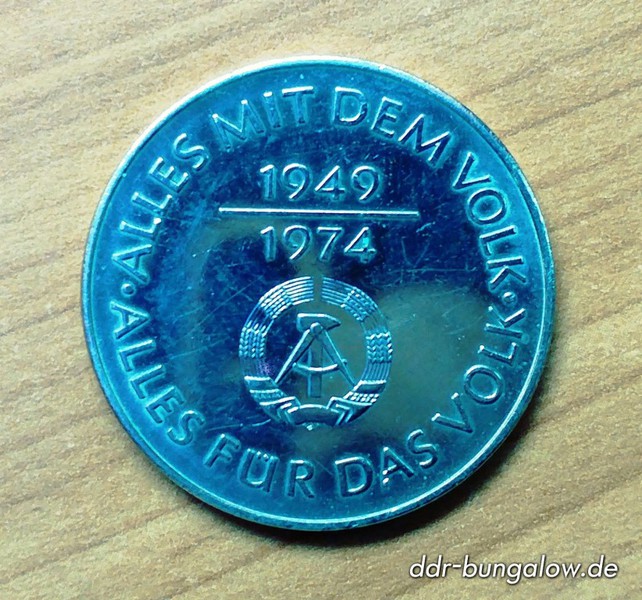 • ALLES MIT DEM VOLK •
1949
1974
ALLES FÜR DAS VOLK
ddr-bungalow.de